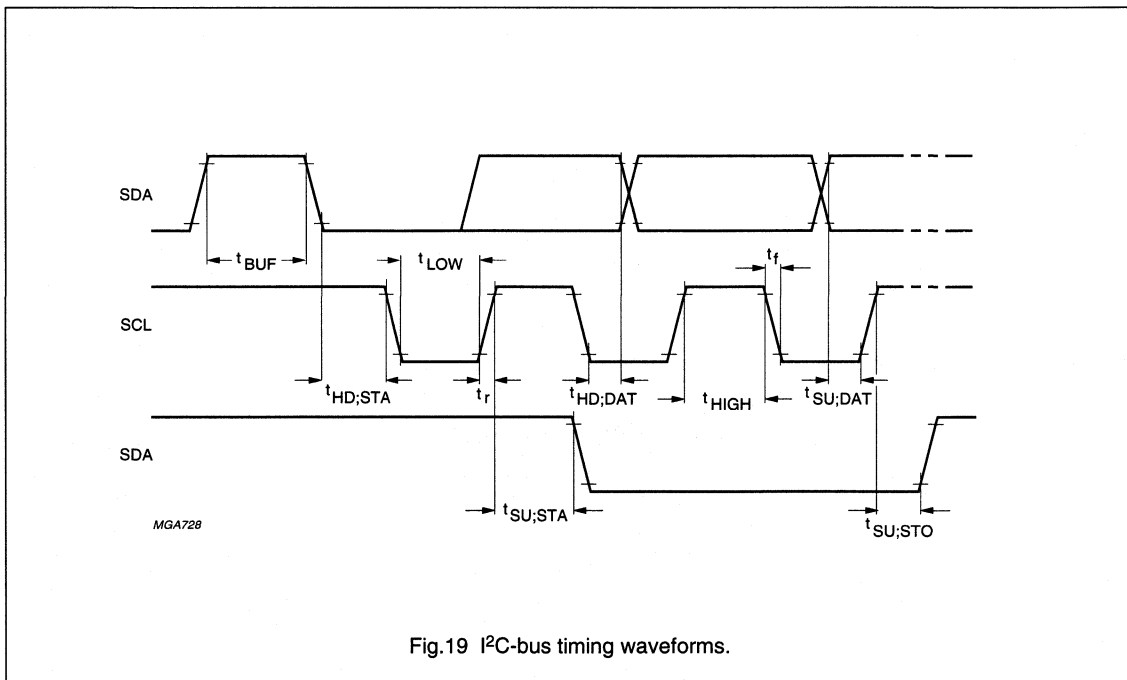 SDA
t BUF
t LOW
t f
SCL
t HD;STA
t r
t HD;DAT
t HIGH
t SU;DAT
SDA
t SU;STA
t SU;STO
MGA728
Fig.19 I²C-bus timing waveforms.